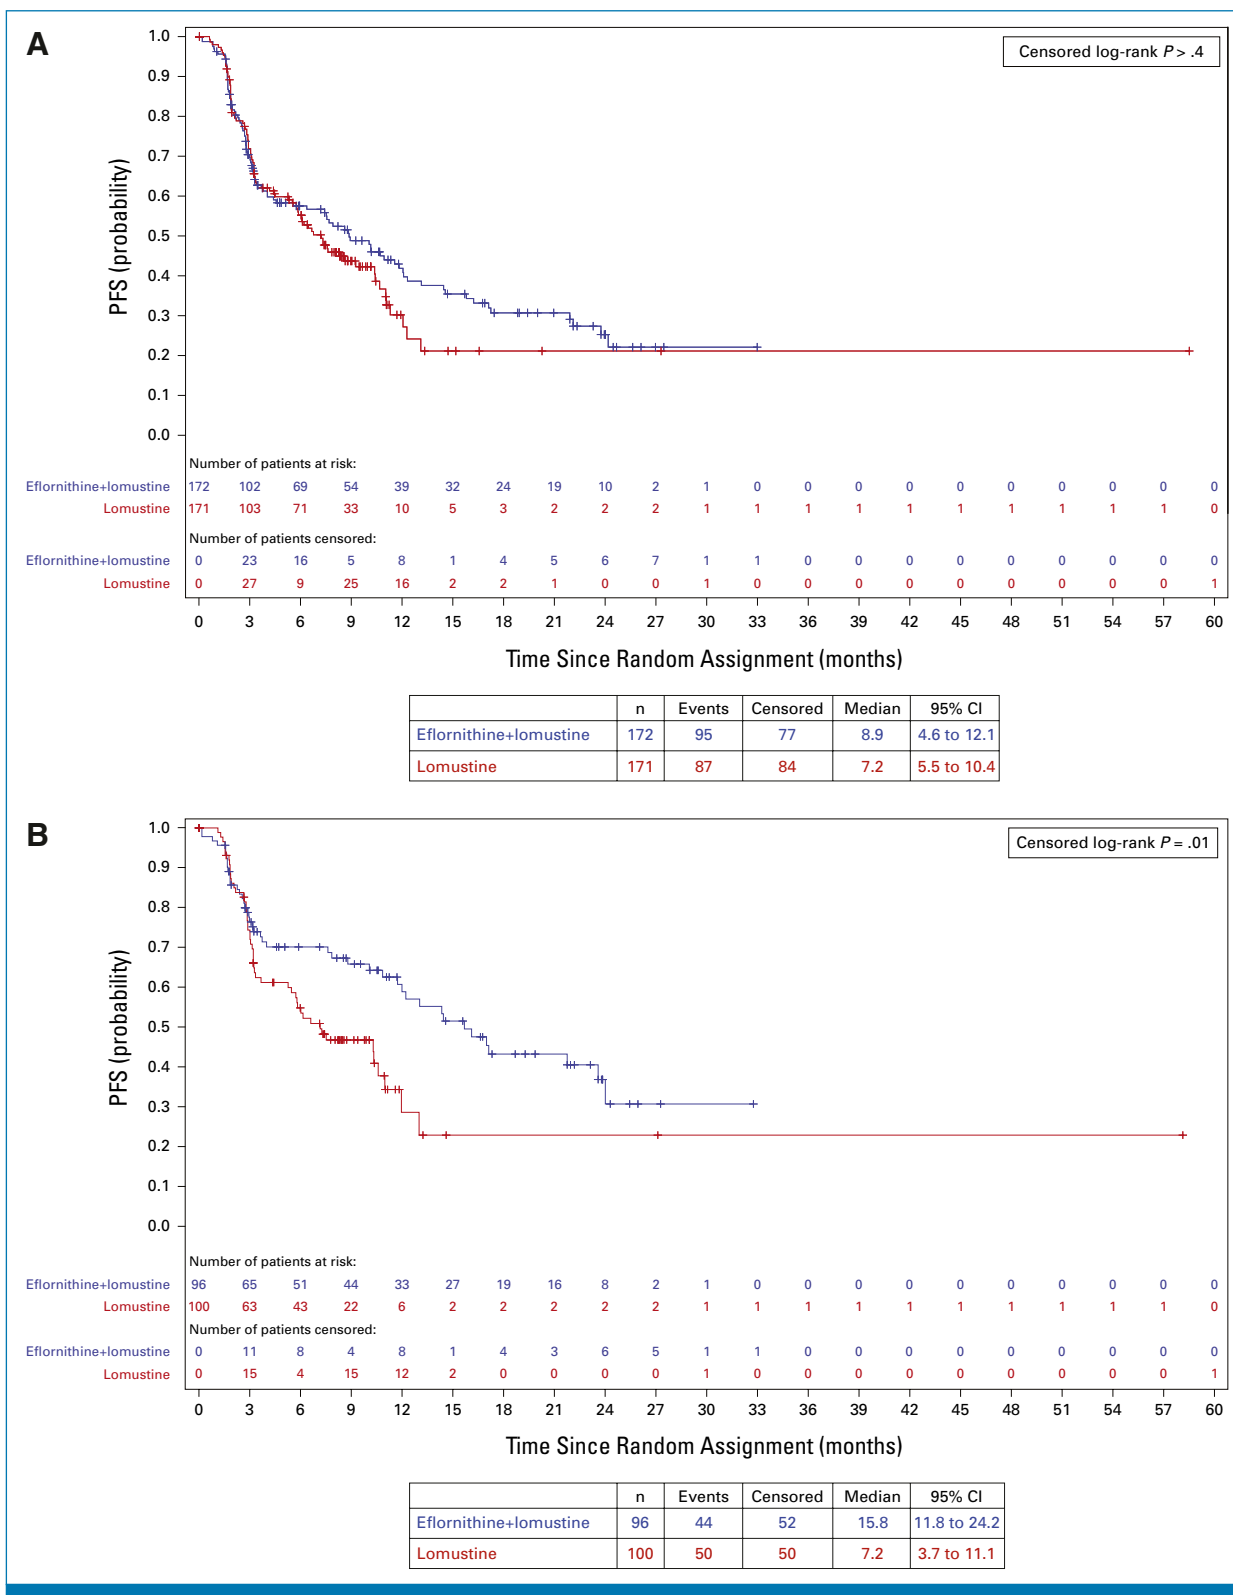 A
Censored log-rank P > .4
PFS (probability)
1.0
0.9
0.8
0.7
0.6
0.5
0.4
0.3
0.2
0.1
0.0
Number of patients at risk:
Eflornithine+lomustine 172 102 69 54 39 32 24 19 10 2 1 0 0 0 0 0 0 0 0 0 0
Lomustine 171 103 71 33 10 5 3 2 2 2 1 1 1 1 1 1 1 1 1 1 0
Number of patients censored:
Eflornithine+lomustine 0 23 16 5 8 1 4 5 6 7 1 1 0 0 0 0 0 0 0 0 0
Lomustine 0 27 9 25 16 2 2 1 0 0 1 0 0 0 0 0 0 0 0 0 1
0 3 6 9 12 15 18 21 24 27 30 33 36 39 42 45 48 51 54 57 60
Time Since Random Assignment (months)
n Events Censored Median 95% CI
Eflornithine+lomustine 172 95 77 8.9 4.6 to 12.1
Lomustine 171 87 84 7.2 5.5 to 10.4
B
Censored log-rank P = .01
PFS (probability)
1.0
0.9
0.8
0.7
0.6
0.5
0.4
0.3
0.2
0.1
0.0
Number of patients at risk:
Eflornithine+lomustine 96 65 51 44 33 27 19 16 8 2 1 0 0 0 0 0 0 0 0 0 0
Lomustine 100 63 43 22 6 2 2 2 2 2 1 1 1 1 1 1 1 1 1 1 0
Number of patients censored:
Eflornithine+lomustine 0 11 8 4 8 1 4 3 6 5 1 1 0 0 0 0 0 0 0 0 0
Lomustine 0 15 4 15 12 2 0 0 0 0 1 0 0 0 0 0 0 0 0 0 1
0 3 6 9 12 15 18 21 24 27 30 33 36 39 42 45 48 51 54 57 60
Time Since Random Assignment (months)
n Events Censored Median 95% CI
Eflornithine+lomustine 96 44 52 15.8 11.8 to 24.2
Lomustine 100 50 50 7.2 3.7 to 11.1